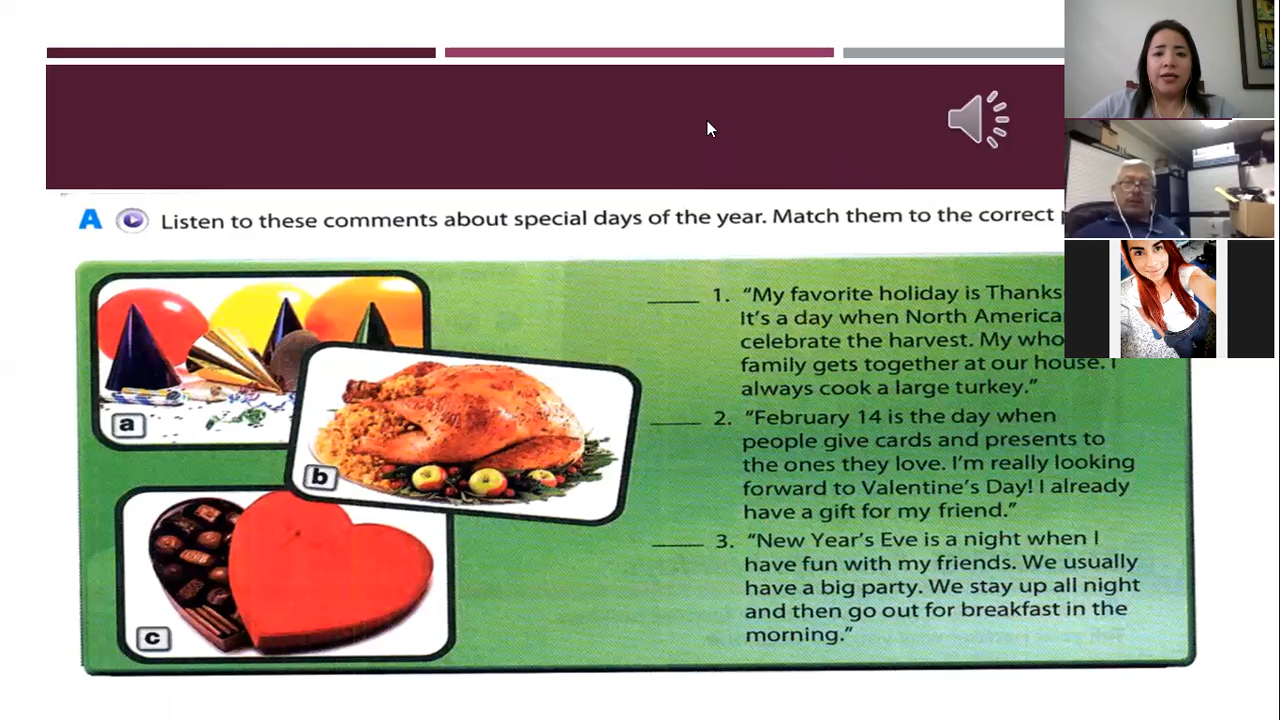 A Listen to these comments about special days of the year. Match them to the correct
a
b
c
1. “My favorite holiday is Thanks
It’s a day when North America
celebrate the harvest. My who
family gets together at our house. I
always cook a large turkey.”
2. “February 14 is the day when
people give cards and presents to
the ones they love. I’m really looking
forward to Valentine’s Day! I already
have a gift for my friend.”
3. “New Year’s Eve is a night when I
have fun with my friends. We usually
have a big party. We stay up all night
and then go out for breakfast in the
morning.”